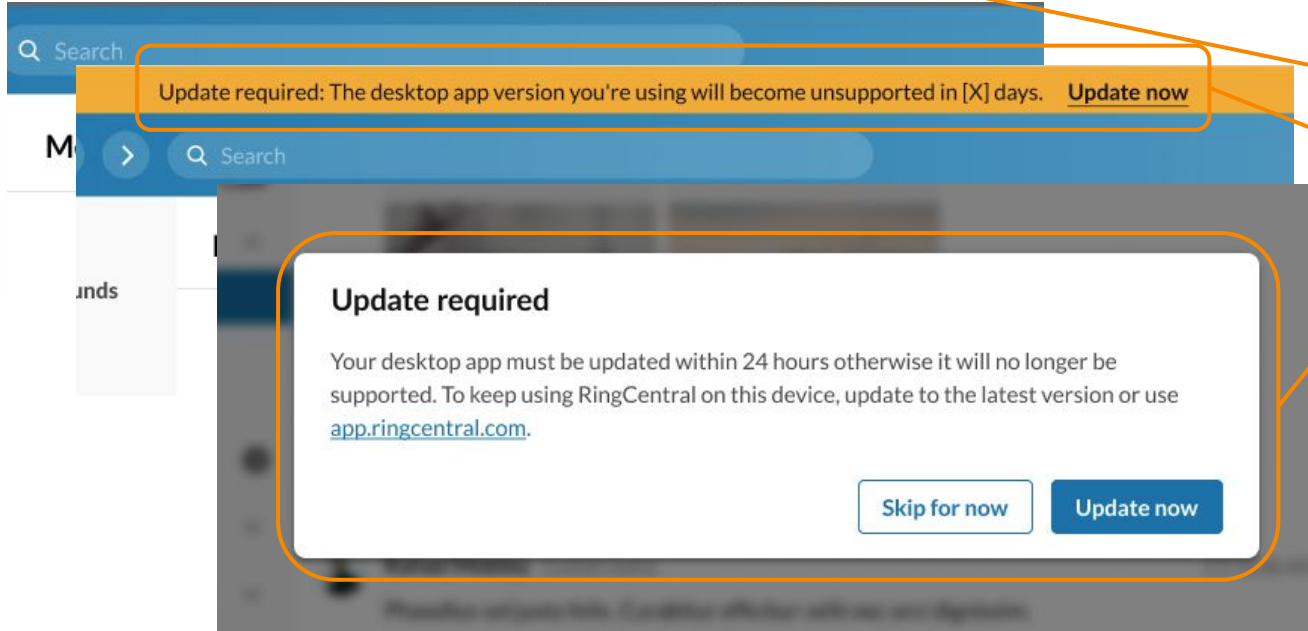 Search
Update required: The desktop app version you're using will become unsupported in [X] days. Update now
Search
unds
Update required
Your desktop app must be updated within 24 hours otherwise it will no longer be
supported. To keep using RingCentral on this device, update to the latest version or use
app.ringcentral.com.
Skip for now Update now